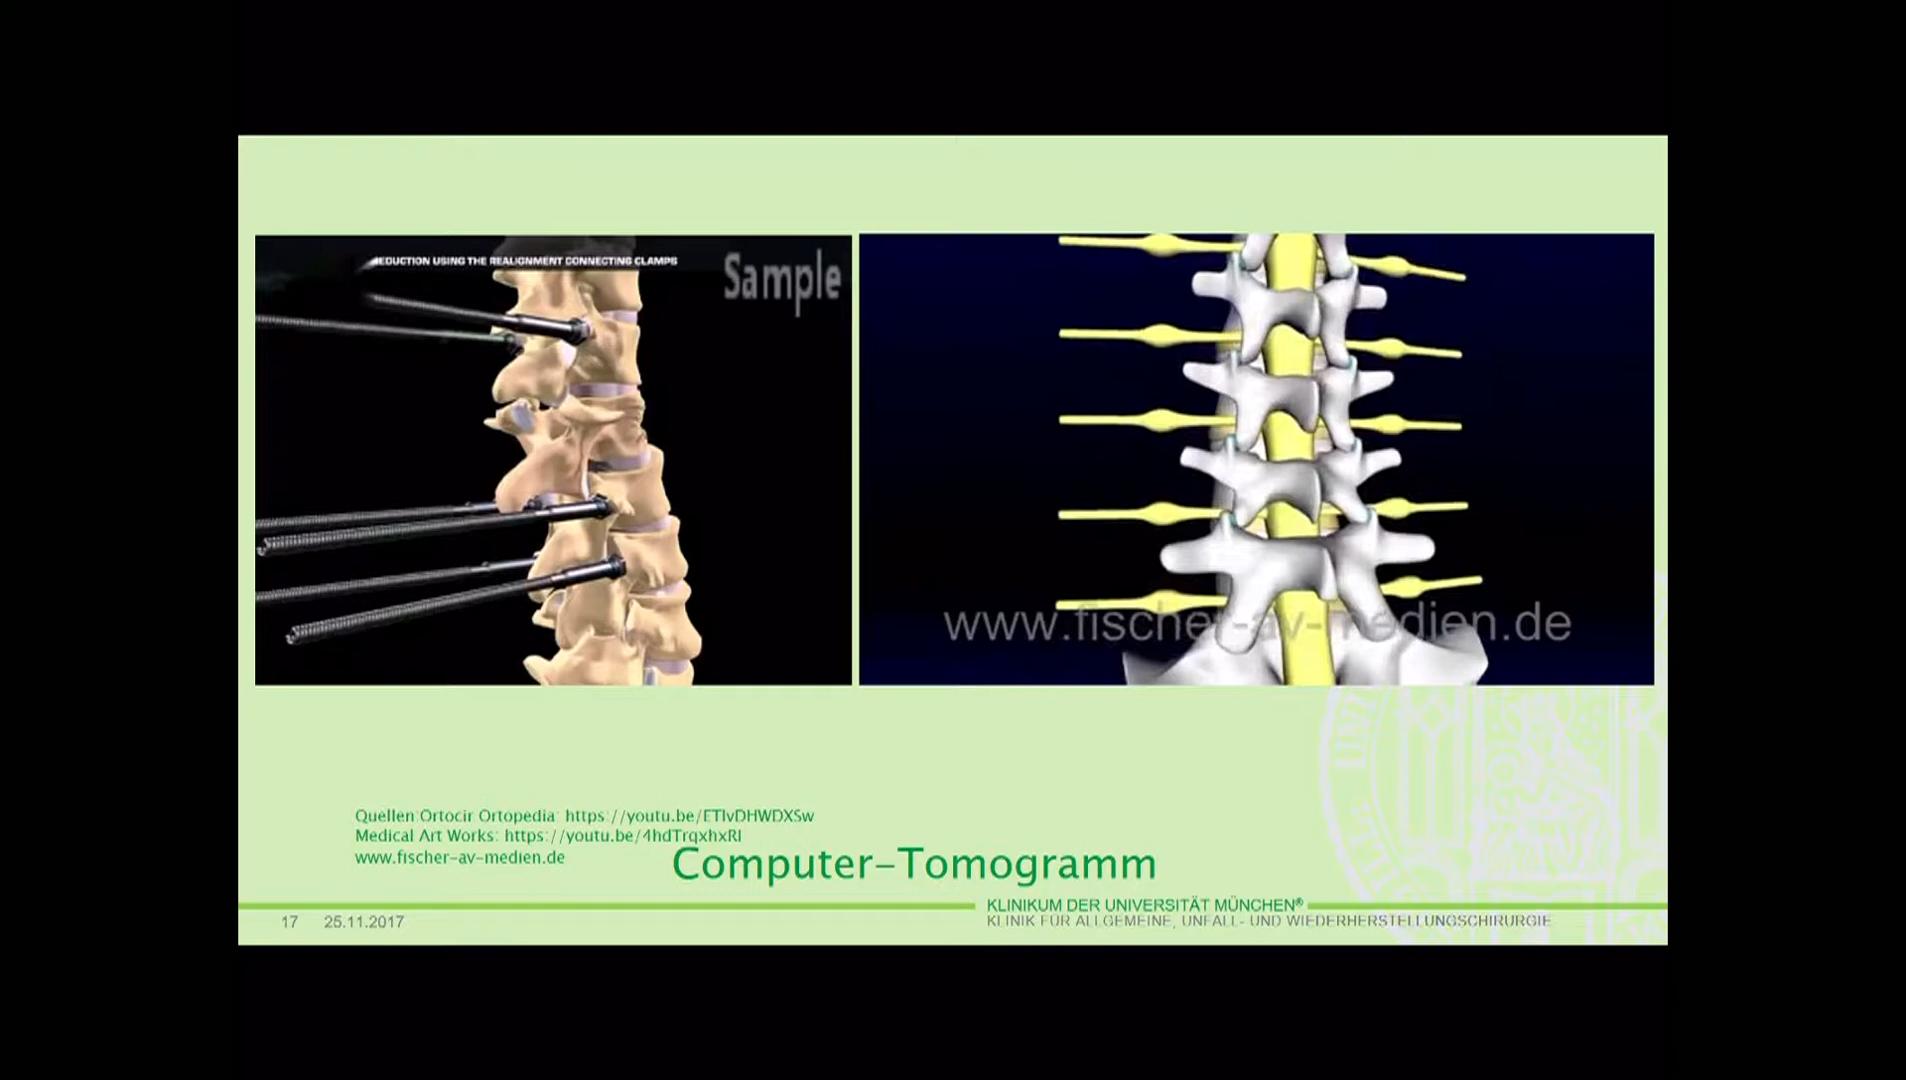 REDUCTION USING THE REALIGNMENT CONNECTING CLAMPS
Sample
www.fischer-av-medien.de
Quellen:Ortocir Ortopedia: https://youtu.be/ETIvDHWDXSw
Medical Art Works: https://youtu.be/4hdTrqxhxRI
www.fischer-av-medien.de
Computer-Tomogramm
KLINIKUM DER UNIVERSITÄT MÜNCHEN®
17 25.11.2017
KLINIK FÜR ALLGEMEINE, UNFALL- UND WIEDERHERSTELLUNGSCHIRURGIE